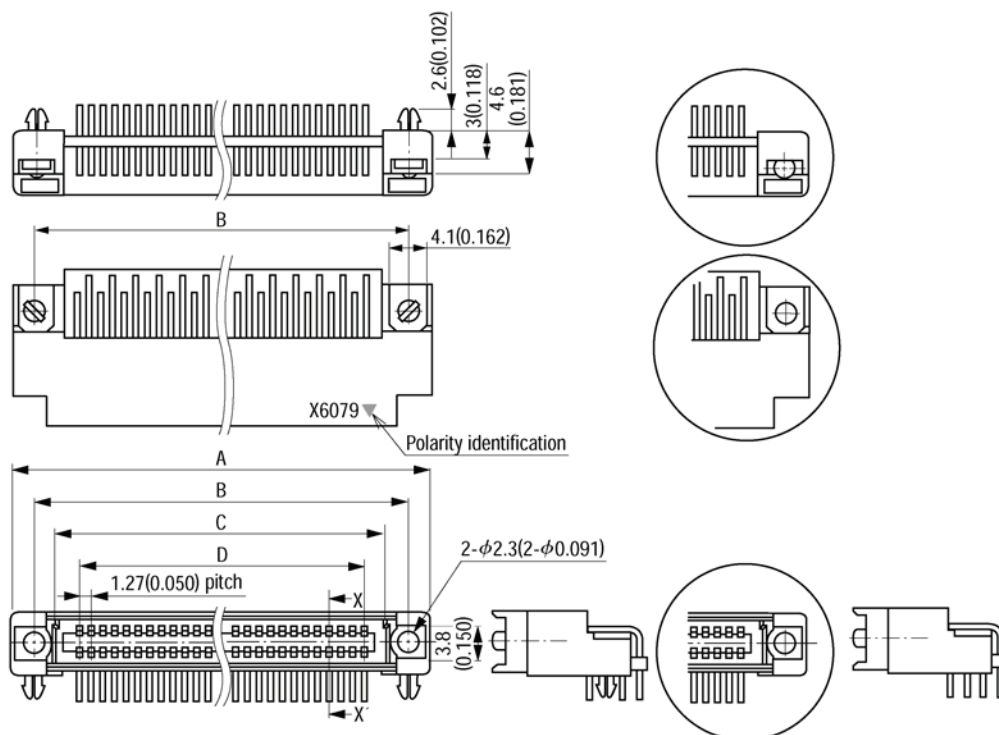 2.6(0.102)
3(0.118)
4.6
(0.181)
B
4.1(0.162)
X6079
Polarity identification
A
B
C
D
2-φ2.3(2-φ0.091)
1.27(0.050) pitch
X
3.8
(0.150)
X´